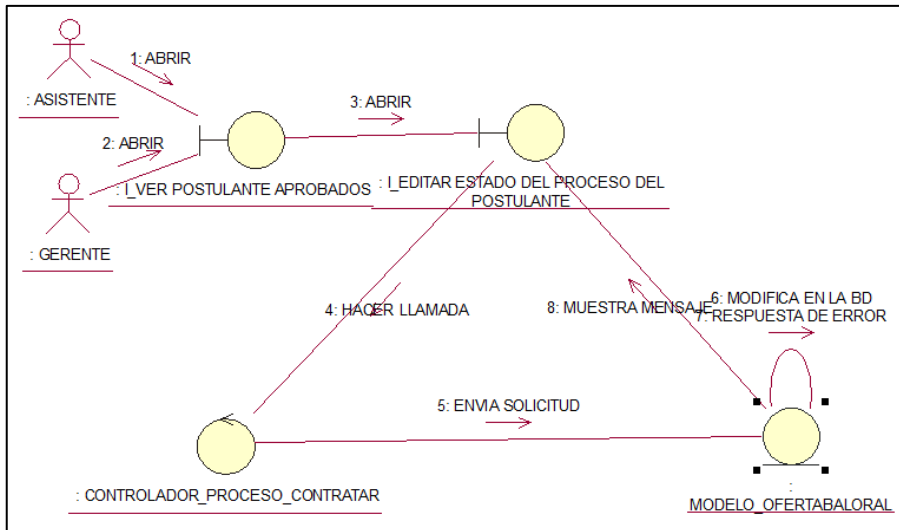 1: ABRIR
: ASISTENTE
3: ABRIR
2: ABRIR
: I_VER POSTULANTE APROBADOS
: I_EDITAR ESTADO DEL PROCESO DEL
POSTULANTE
: GERENTE
4: HACER LLAMADA
8: MUESTRA MENSAJE
6: MODIFICA EN LA BD
7: RESPUESTA DE ERROR
5: ENVIA SOLICITUD
: CONTROLADOR_PROCESO_CONTRATAR
:
MODELO_OFERTABALORAL